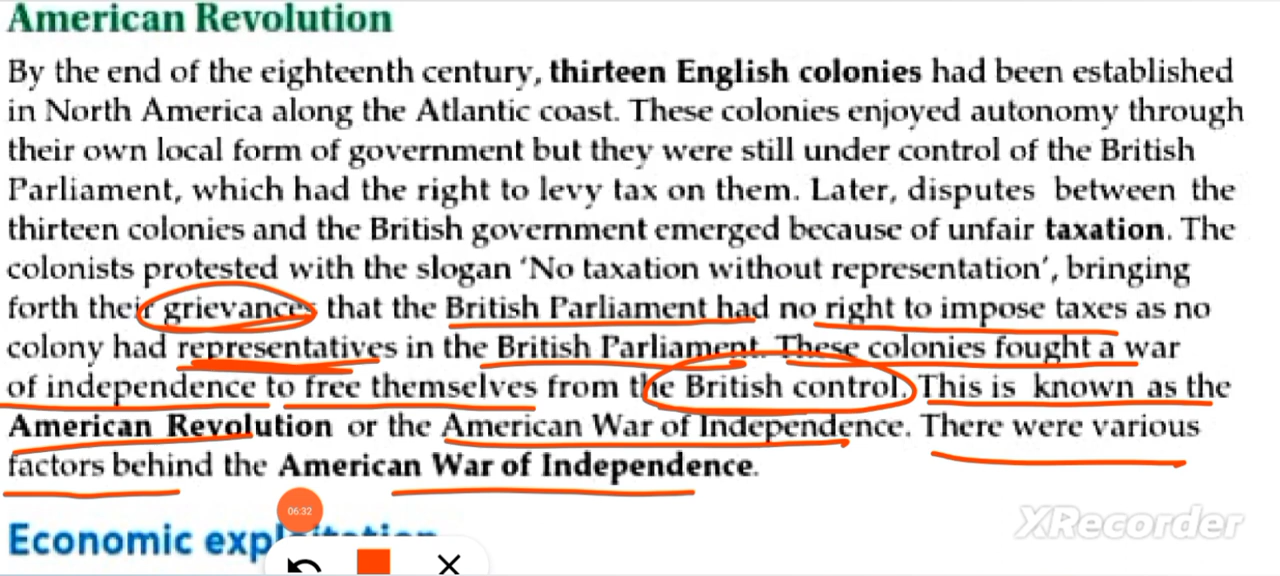 American Revolution
By the end of the eighteenth century, thirteen English colonies had been established
in North America along the Atlantic coast. These colonies enjoyed autonomy through
their own local form of government but they were still under control of the British
Parliament, which had the right to levy tax on them. Later, disputes between the
thirteen colonies and the British government emerged because of unfair taxation. The
colonists protested with the slogan ‘No taxation without representation’, bringing
forth their grievances that the British Parliament had no right to impose taxes as no
colony had representatives in the British Parliament. These colonies fought a war
of independence to free themselves from the British control. This is known as the
American Revolution or the American War of Independence. There were various
factors behind the American War of Independence.
06:32
XRecorder
Economic exploitation